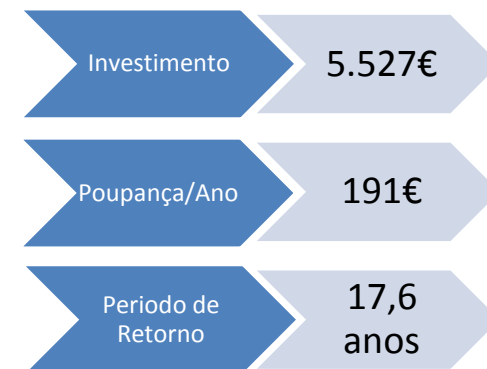 Investimento
5.527€
Poupança/Ano
191€
Periodo de
Retorno
17,6
anos